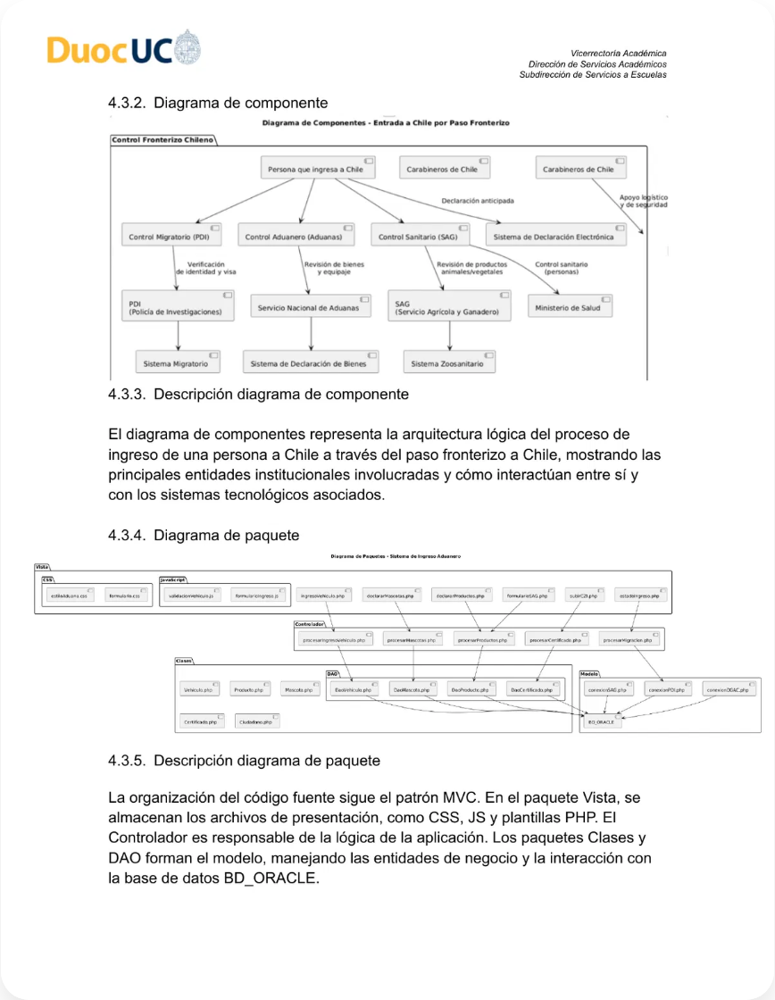 DuocUC
Vicerrectoría Académica
Dirección de Servicios Académicos
Subdirección de Servicios a Escuelas
4.3.2. Diagrama de componente
Diagrama de Componentes - Entrada a Chile por Paso Fronterizo
Control Fronterizo Chileno
Persona que ingresa a Chile
Carabineros de Chile
Carabineros de Chile
Declaración anticipada
Apoyo logístico
y de seguridad
Control Migratorio (PDI)
Control Aduanero (Aduanas)
Control Sanitario (SAG)
Sistema de Declaración Electrónica
Verificación
de identidad y visa
Revisión de bienes
y equipaje
Revisión de productos
animales/vegetales
Control sanitario
(personas)
PDI
(Policía de Investigaciones)
Servicio Nacional de Aduanas
SAG
(Servicio Agrícola y Ganadero)
Ministerio de Salud
Sistema Migratorio
Sistema de Declaración de Bienes
Sistema Zoosanitario
4.3.3. Descripción diagrama de componente
El diagrama de componentes representa la arquitectura lógica del proceso de
ingreso de una persona a Chile a través del paso fronterizo a Chile, mostrando las
principales entidades institucionales involucradas y cómo interactúan entre sí y
con los sistemas tecnológicos asociados.
4.3.4. Diagrama de paquete
Diagrama de Paquetes - Sistema de Ingreso Aduanero
Vista
CSS
JavaScript
estiloAduana.css
formulario.css
validacionVehiculo.js
formularioIngreso.js
ingresoVehiculo.php
declararMascotas.php
declararProductos.php
formularioSAG.php
subirCZI.php
estadoIngreso.php
Controlador
procesarIngresoVehiculo.php
procesarMascotas.php
procesarProductos.php
procesarCertificado.php
procesarMigracion.php
Clases
DAO
Modelo
Vehiculo.php
Producto.php
Mascota.php
DaoVehiculo.php
DaoMascota.php
DaoProducto.php
DaoCertificado.php
conexionSAG.php
conexionPDI.php
conexionDGAC.php
Certificado.php
Ciudadano.php
BD_ORACLE
4.3.5. Descripción diagrama de paquete
La organización del código fuente sigue el patrón MVC. En el paquete Vista, se
almacenan los archivos de presentación, como CSS, JS y plantillas PHP. El
Controlador es responsable de la lógica de la aplicación. Los paquetes Clases y
DAO forman el modelo, manejando las entidades de negocio y la interacción con
la base de datos BD_ORACLE.